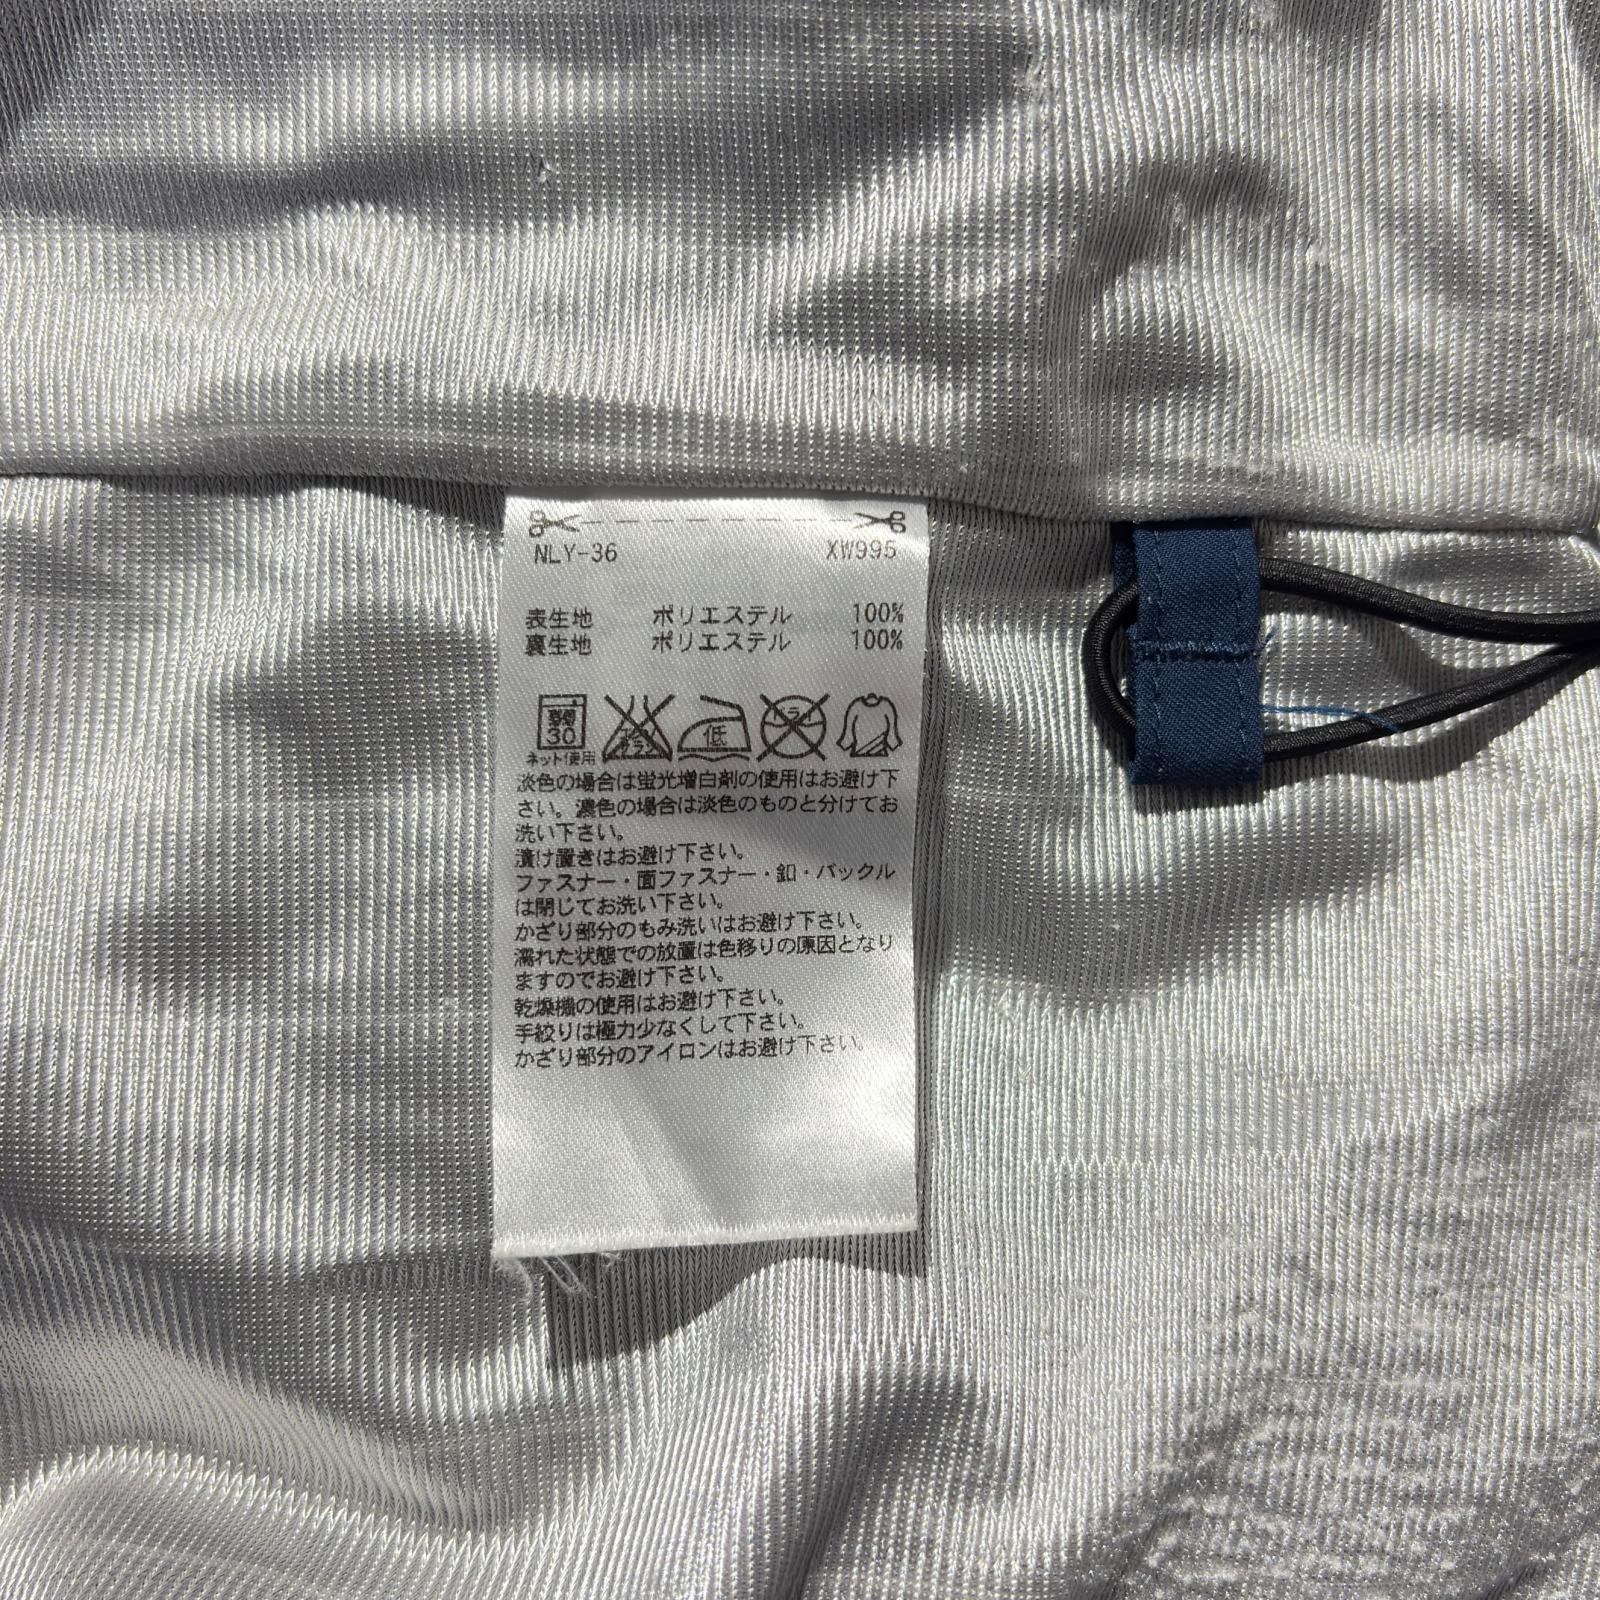 NLY-36 XW995
表生地 ポリエステル 100%
裏生地 ポリエステル 100%
弱 30 エンソ サラシ 低 ドライ
ネット使用
淡色の場合は蛍光増白剤の使用はお避け下
さい。濃色の場合は淡色のものと分けてお
洗い下さい。
漬け置きはお避け下さい。
ファスナー・面ファスナー・釦・バックル
は閉じてお洗い下さい。
かざり部分のもみ洗いはお避け下さい。
濡れた状態での放置は色移りの原因となり
ますのでお避け下さい。
乾燥機の使用はお避け下さい。
手絞りは極力少なくして下さい。
かざり部分のアイロンはお避け下さい。